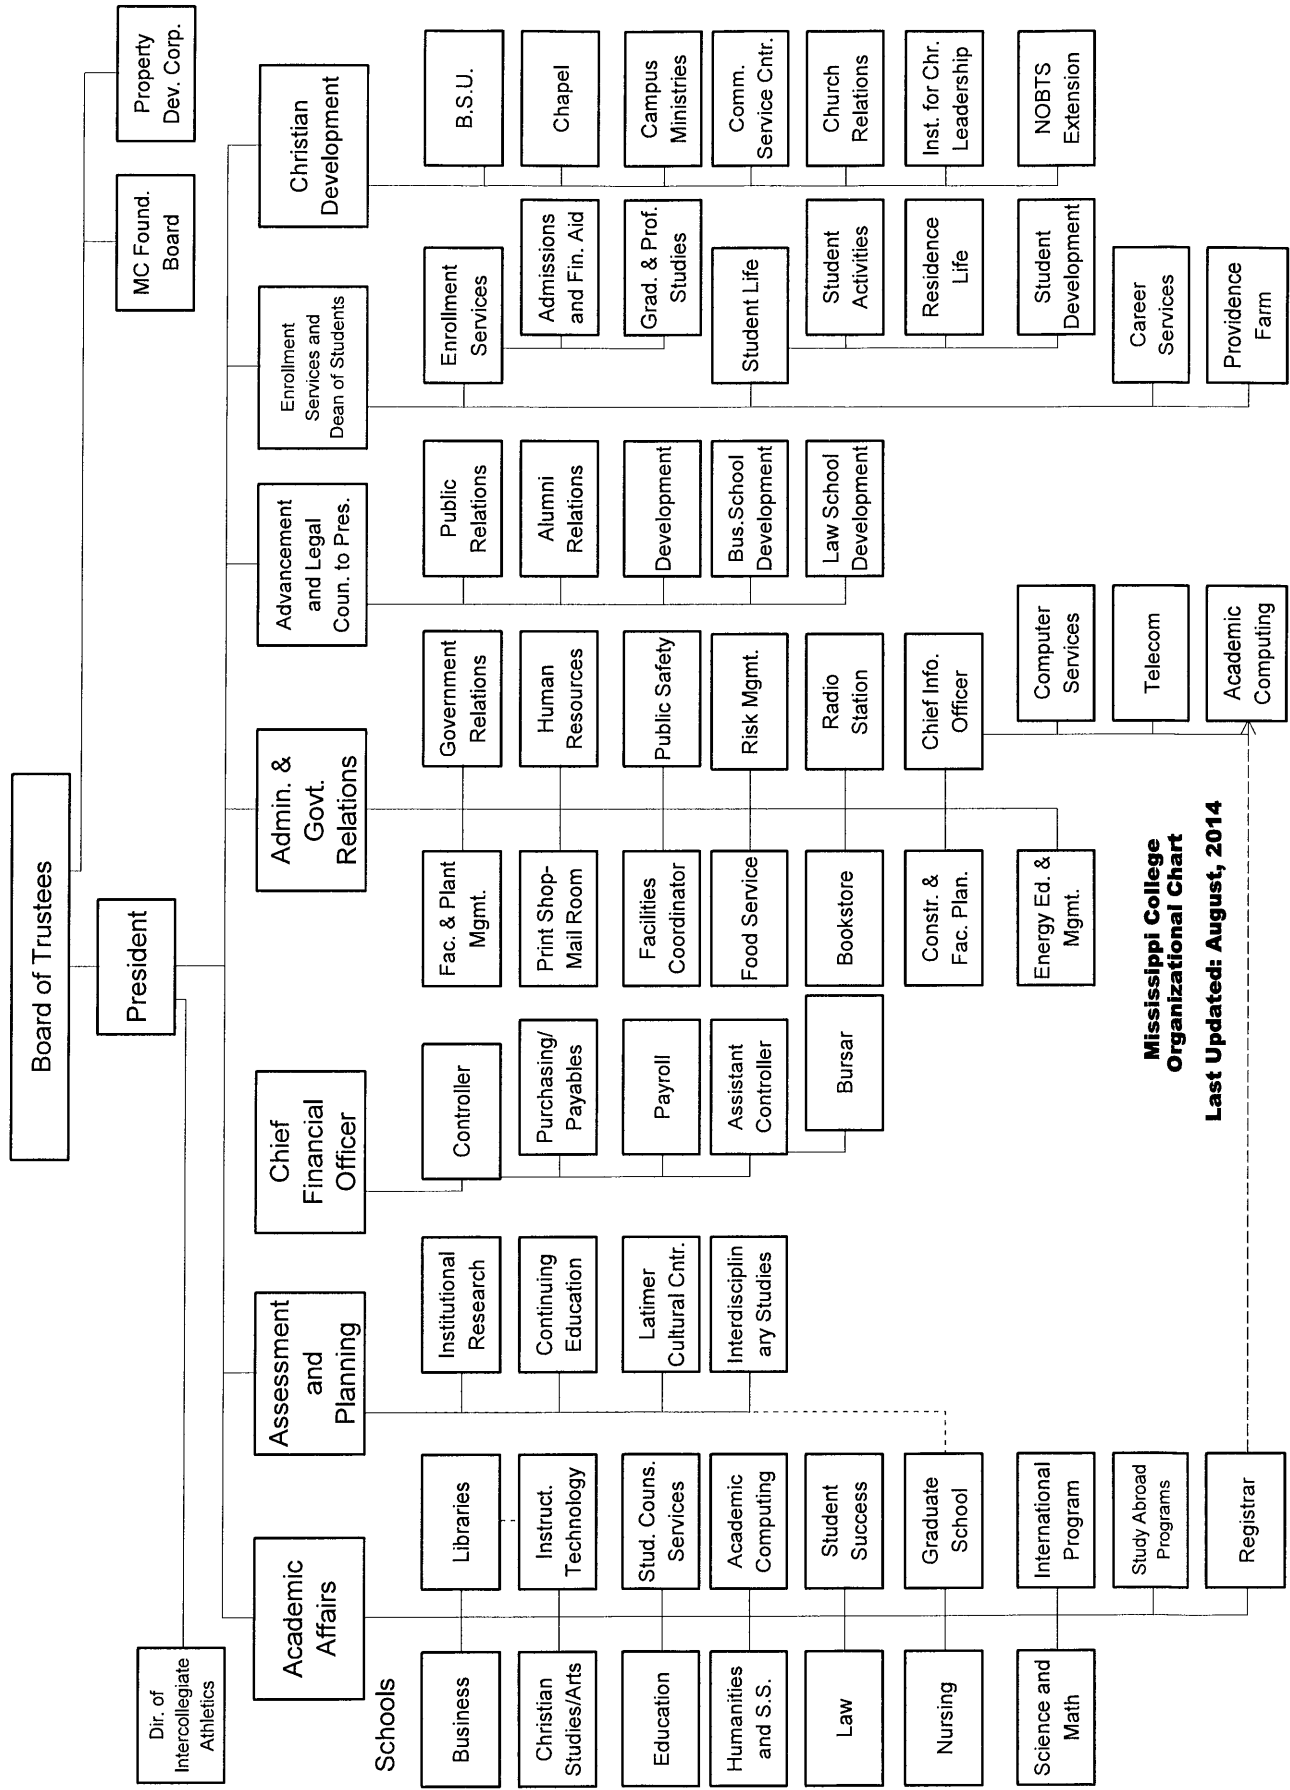 Board of Trustees
President
Property
Dev. Corp.
MC Found.
Board
Dir. of
Intercollegiate
Athletics
Academic
Affairs
Assessment
and
Planning
Chief
Financial
Officer
Admin. &
Govt.
Relations
Advancement
and Legal
Coun. to Pres.
Enrollment
Services and
Dean of Students
Christian
Development
Schools
Business
Christian
Studies/Arts
Education
Humanities
and S.S.
Law
Nursing
Science and
Math
Libraries
Instruct.
Technology
Stud. Couns.
Services
Academic
Computing
Student
Success
Graduate
School
International
Program
Study Abroad
Programs
Registrar
Institutional
Research
Continuing
Education
Latimer
Cultural Cntr.
Interdisciplin
ary Studies
Controller
Purchasing/
Payables
Payroll
Assistant
Controller
Bursar
Fac. & Plant
Mgmt.
Print Shop-
Mail Room
Facilities
Coordinator
Food Service
Bookstore
Constr. &
Fac. Plan.
Energy Ed. &
Mgmt.
Government
Relations
Human
Resources
Public Safety
Risk Mgmt.
Radio
Station
Chief Info.
Officer
Computer
Services
Telecom
Academic
Computing
Public
Relations
Alumni
Relations
Development
Bus.School
Development
Law School
Development
Enrollment
Services
Admissions
and Fin. Aid
Grad. & Prof.
Studies
Student Life
Student
Activities
Residence
Life
Student
Development
Career
Services
Providence
Farm
B.S.U.
Chapel
Campus
Ministries
Comm.
Service Cntr.
Church
Relations
Inst. for Chr.
Leadership
NOBTS
Extension
Mississippi College
Organizational Chart
Last Updated: August, 2014